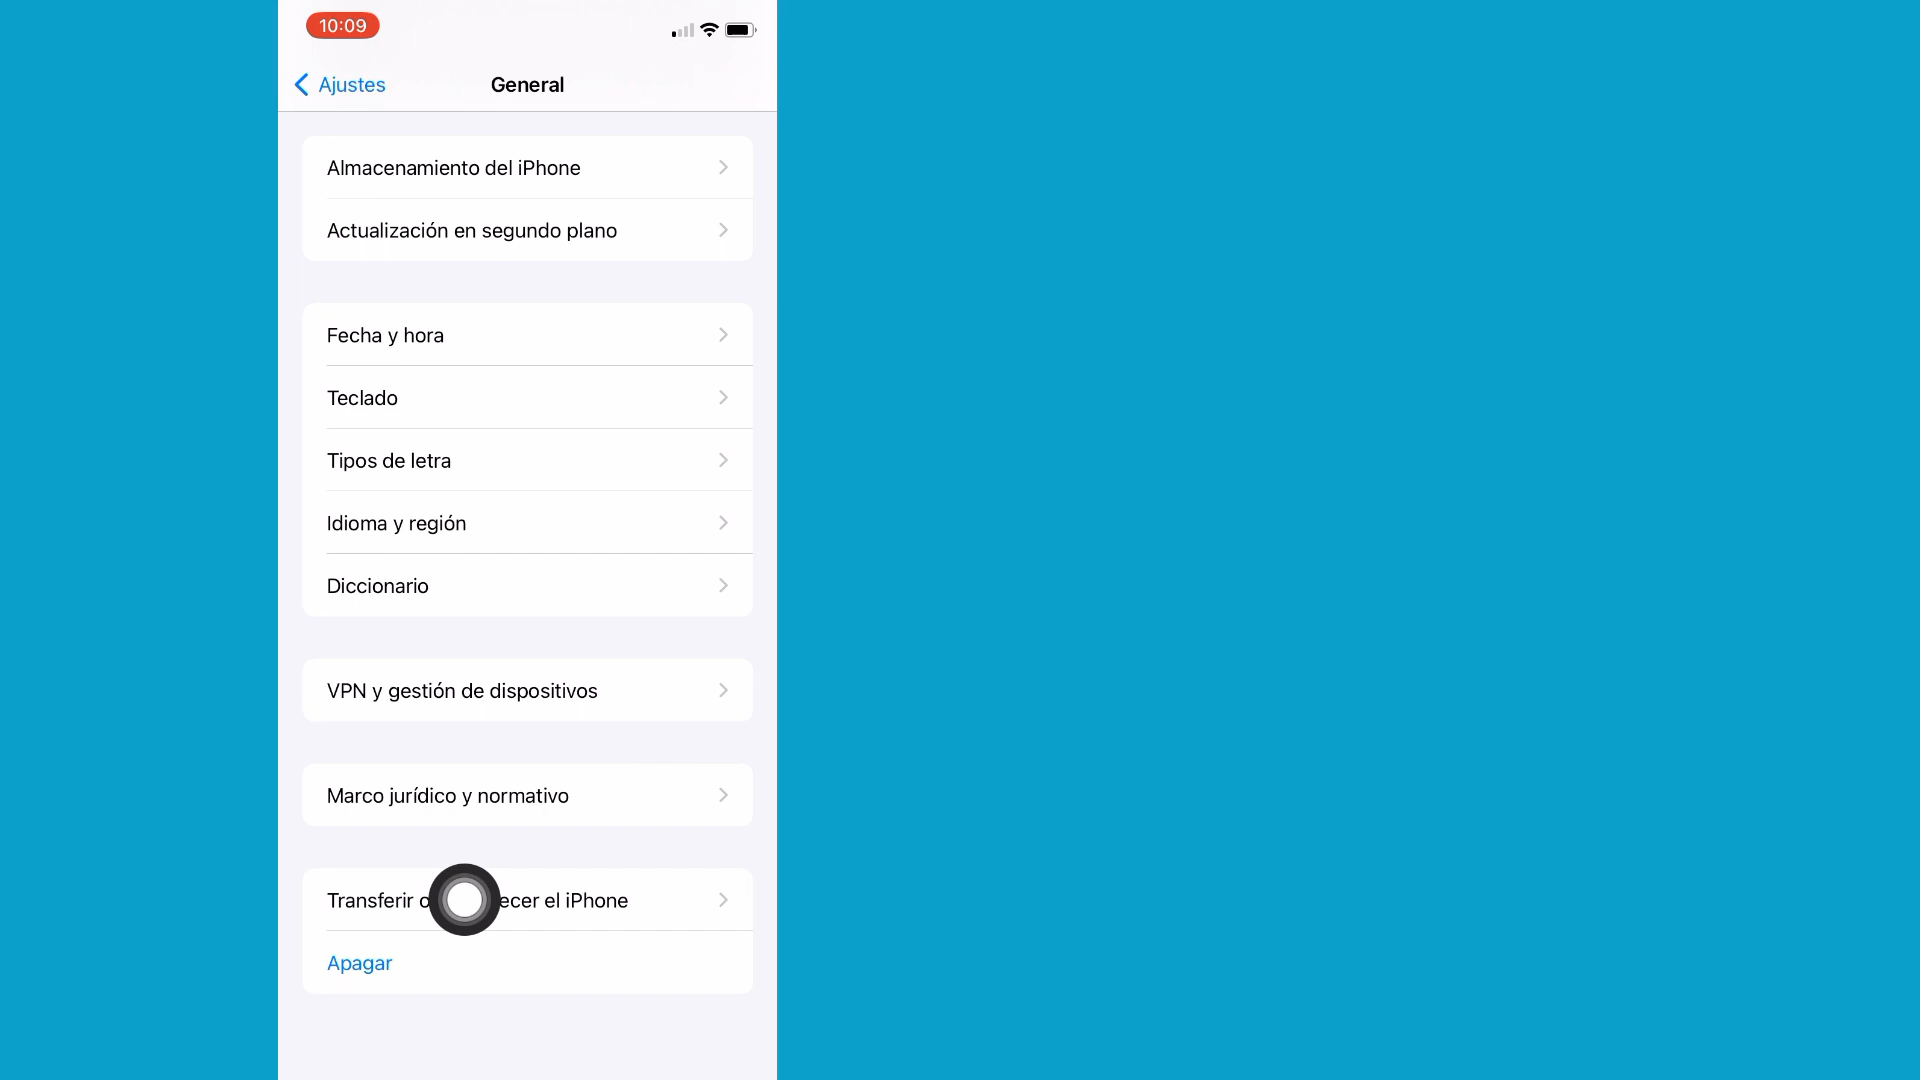 10:09
Ajustes
General
Almacenamiento del iPhone
Actualización en segundo plano
Fecha y hora
Teclado
Tipos de letra
Idioma y región
Diccionario
VPN y gestión de dispositivos
Marco jurídico y normativo
Transferir o el iPhone
Apagar